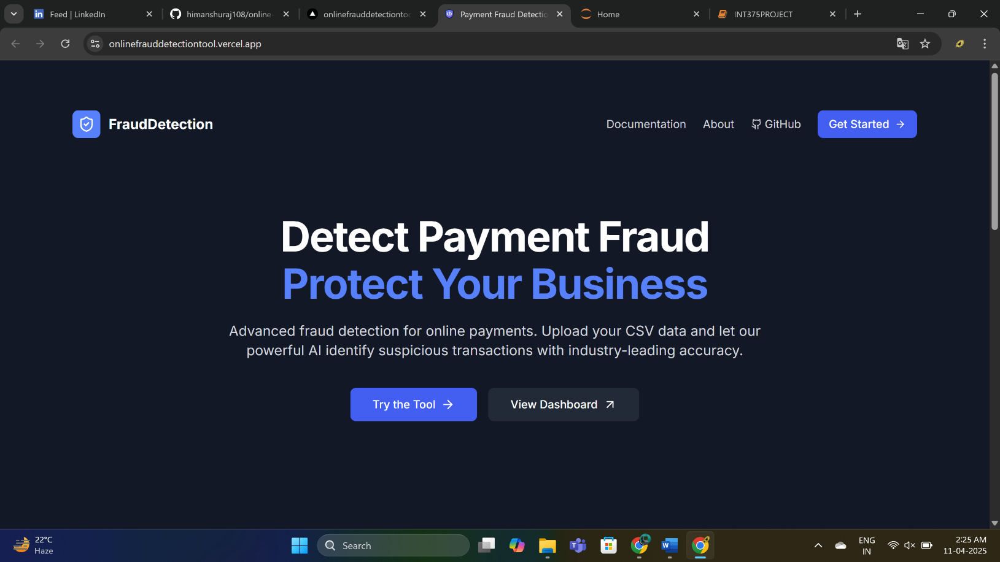 Feed | LinkedIn
himanshuraj108/online-
onlinefrauddetectiontoo
Payment Fraud Detectio
Home
INT375PROJECT
onlinefrauddetectiontool.vercel.app
FraudDetection
Documentation
About
GitHub
Get Started
Detect Payment Fraud
Protect Your Business
Advanced fraud detection for online payments. Upload your CSV data and let our
powerful AI identify suspicious transactions with industry-leading accuracy.
Try the Tool
View Dashboard
22°C
Haze
Search
ENG
IN
2:25 AM
11-04-2025